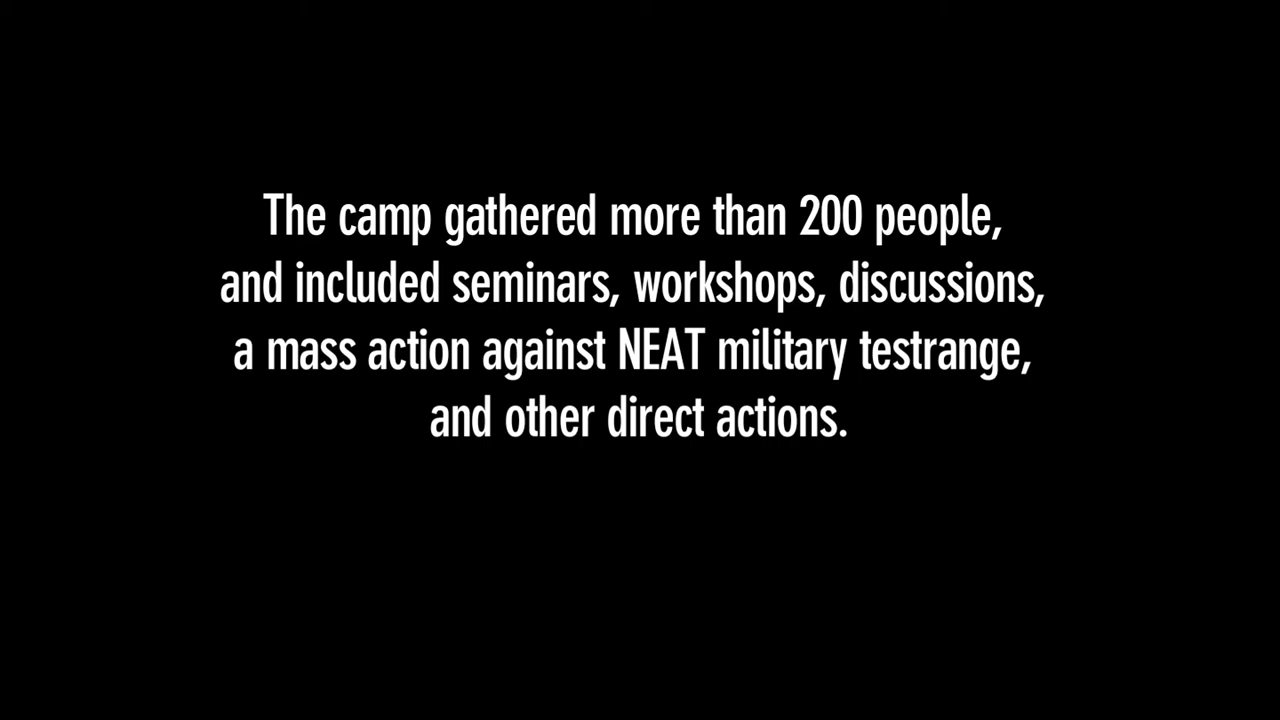 The camp gathered more than 200 people,
and included seminars, workshops, discussions,
a mass action against NEAT military testrange,
and other direct actions.